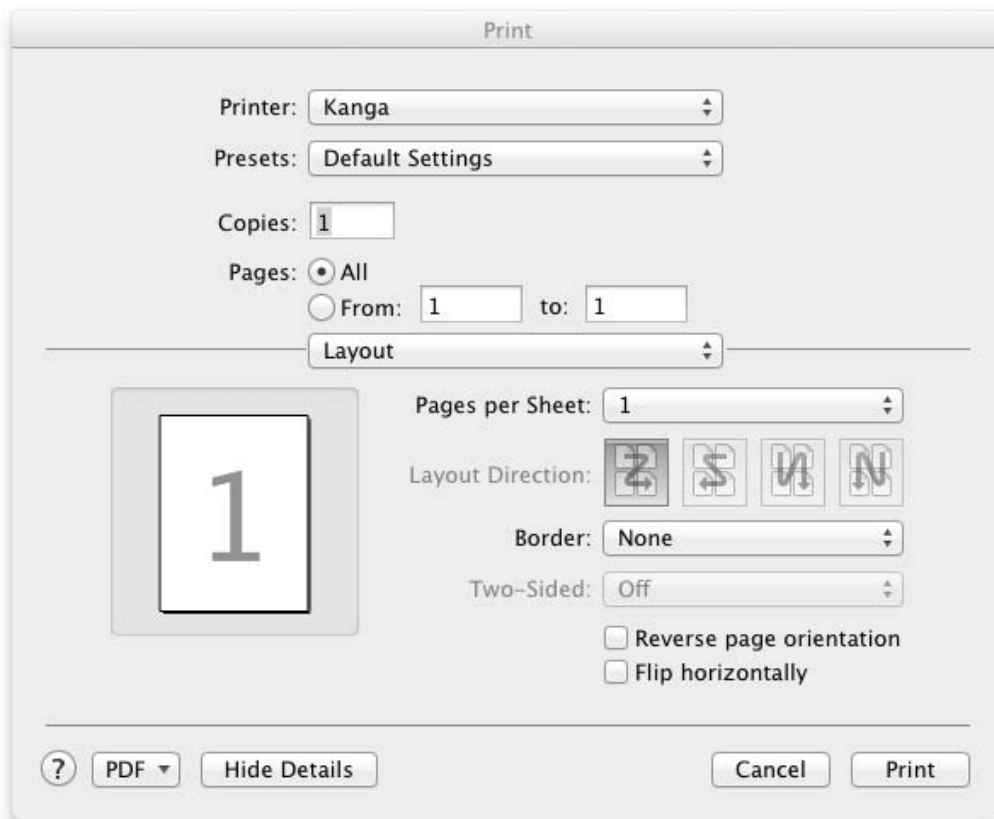 Print
Printer: Kanga
Presets: Default Settings
Copies: 1
Pages: All
From: 1 to: 1
Layout
1
Pages per Sheet: 1
Layout Direction:
Border: None
Two-Sided: Off
Reverse page orientation
Flip horizontally
? PDF Hide Details Cancel Print